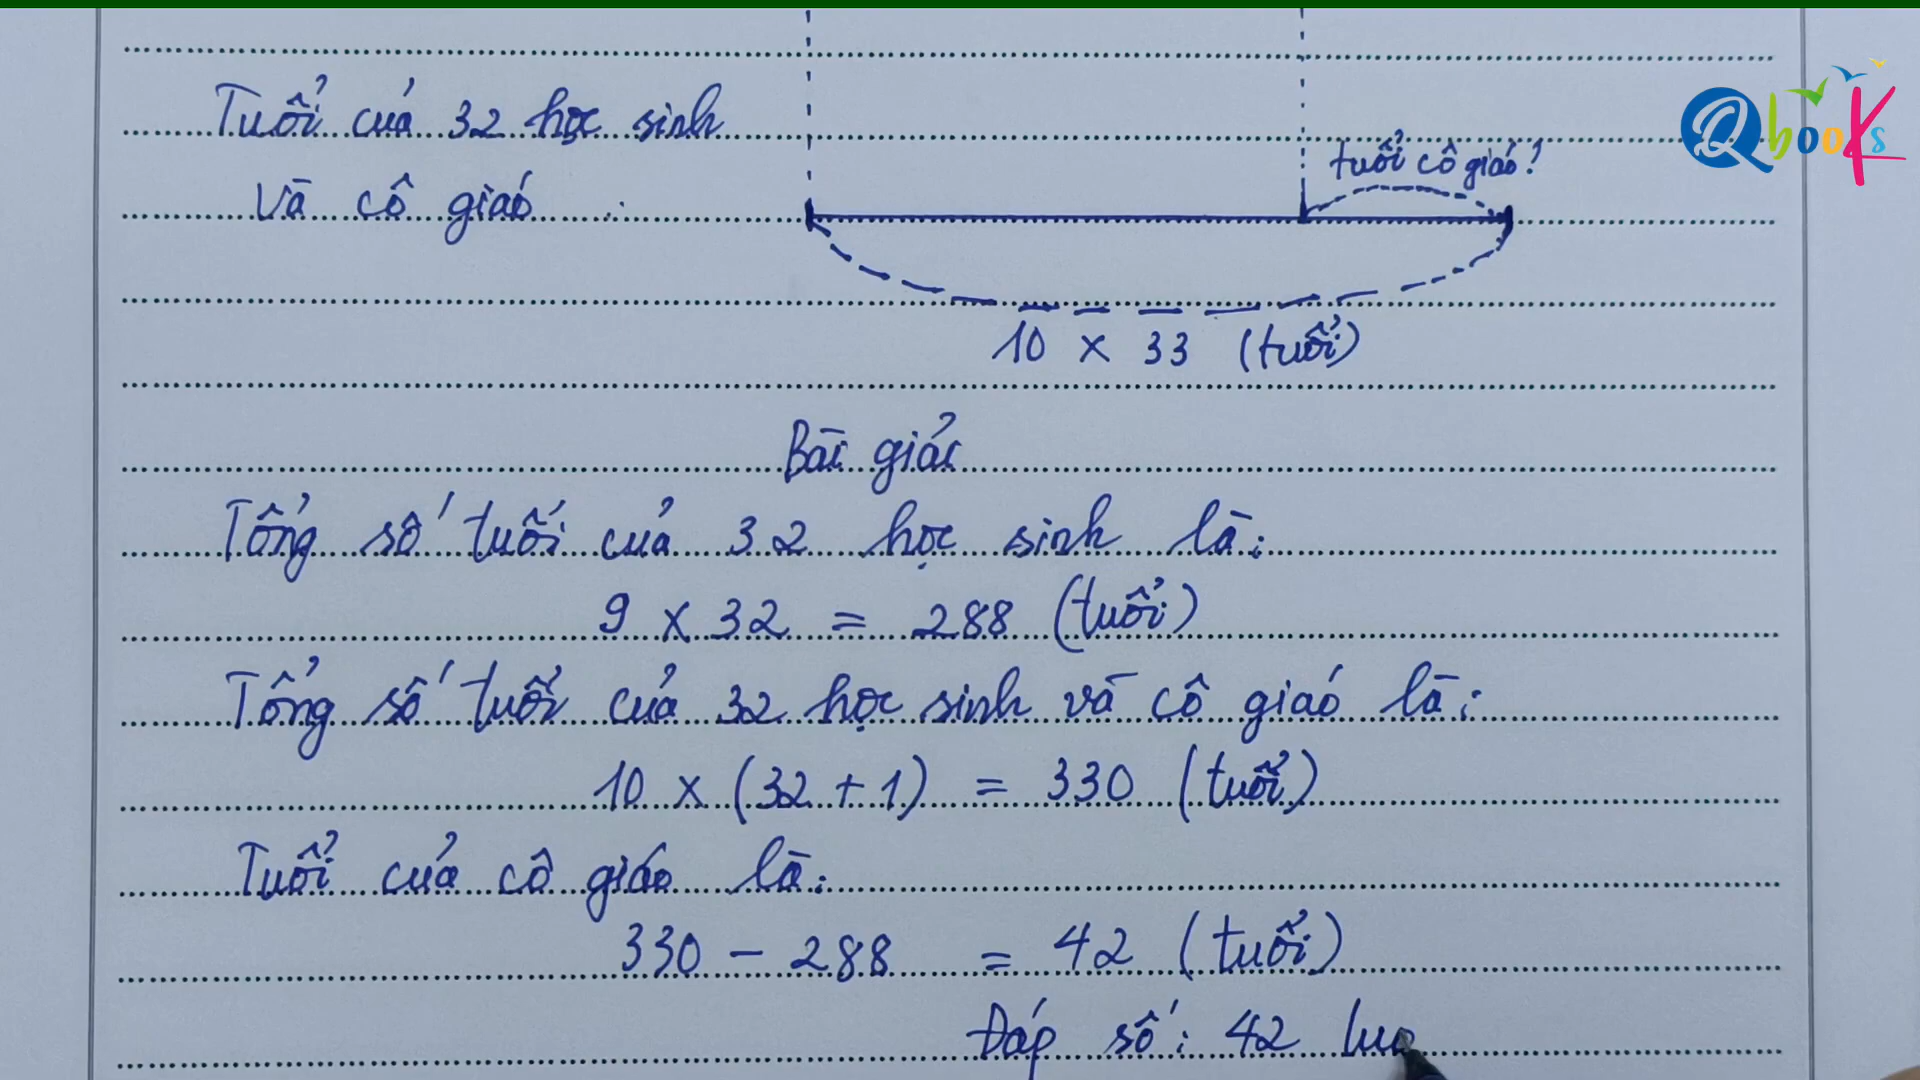 Qbooks
Tuổi của 32 học sinh
và cô giáo :
tuổi cô giáo?
10 x 33 (tuổi)
Bài giải
Tổng số tuổi của 32 học sinh là:
9 x 32 = 288 (tuổi)
Tổng số tuổi của 32 học sinh và cô giáo là:
10 x (32 + 1) = 330 (tuổi)
Tuổi của cô giáo là:
330 - 288 = 42 (tuổi)
Đáp số: 42